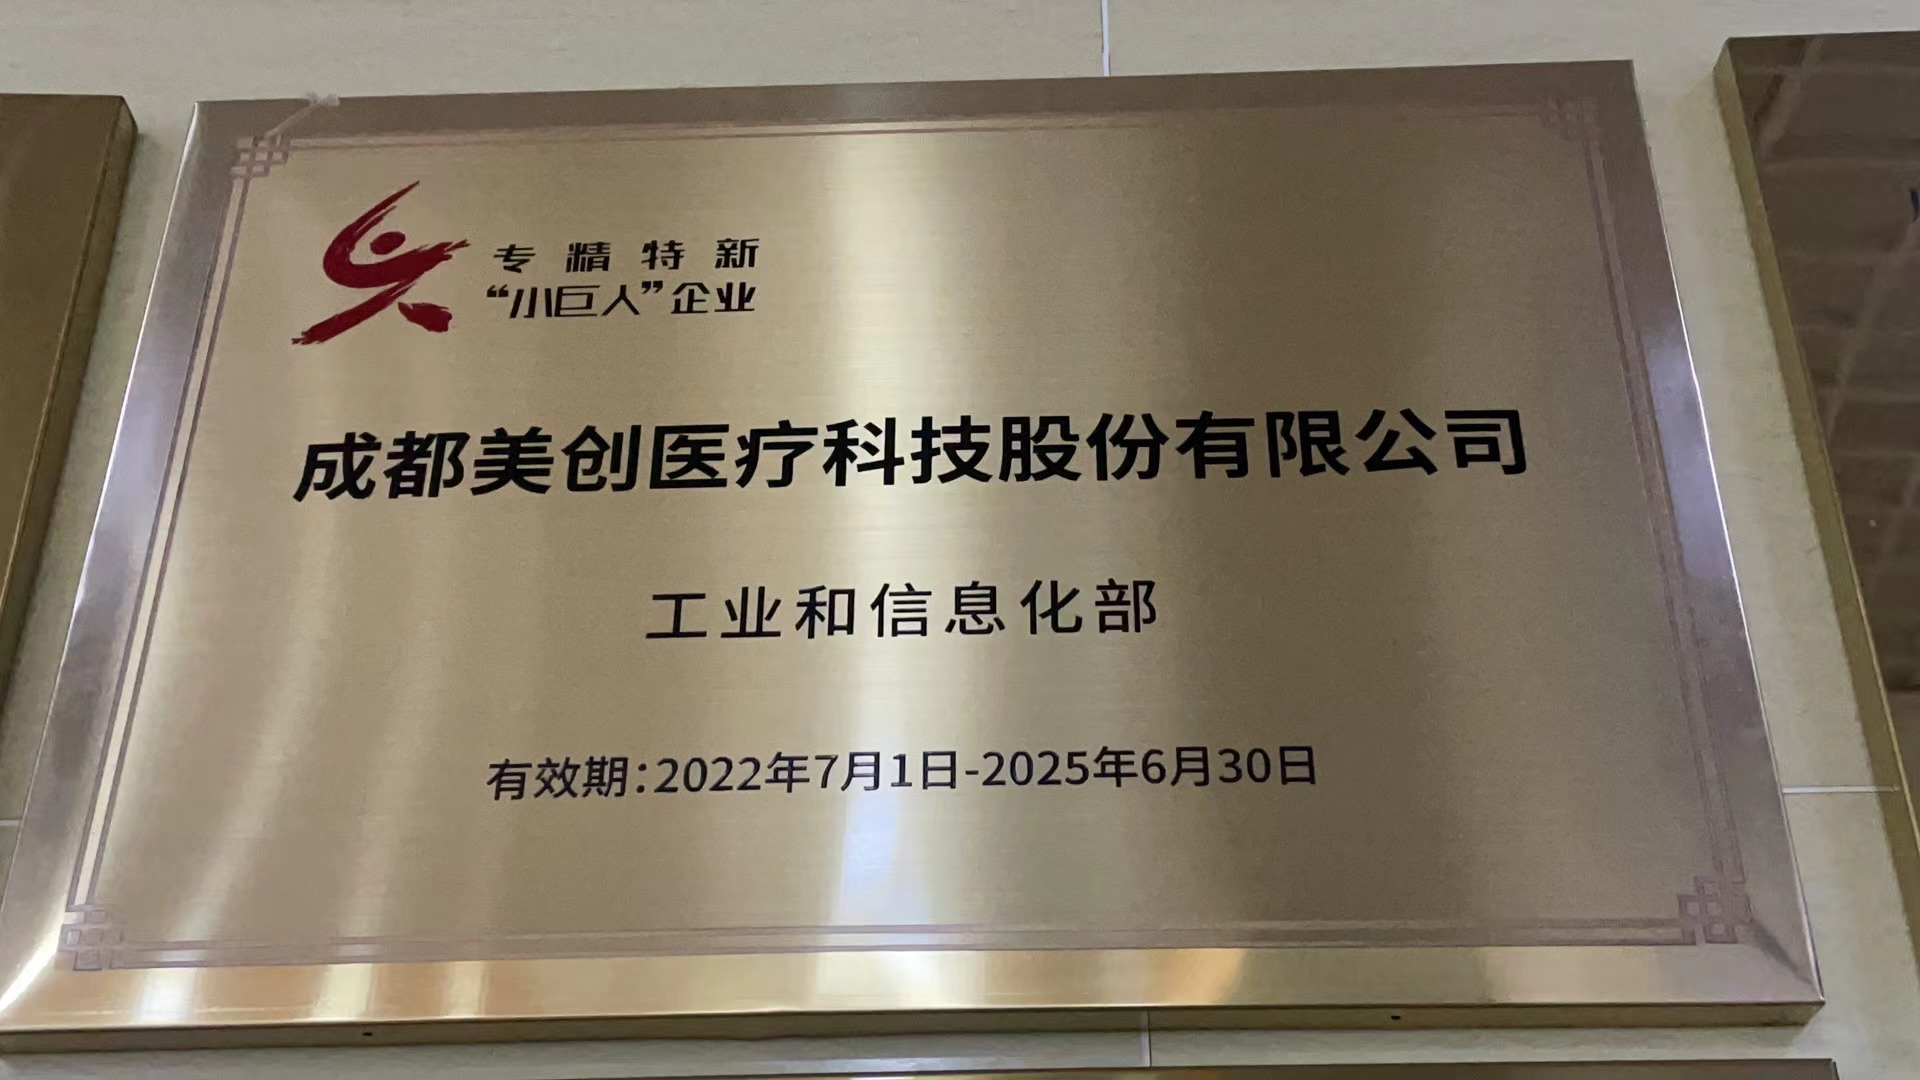 专精特新
“小巨人”企业
成都美创医疗科技股份有限公司
工业和信息化部
有效期:2022年7月1日-2025年6月30日